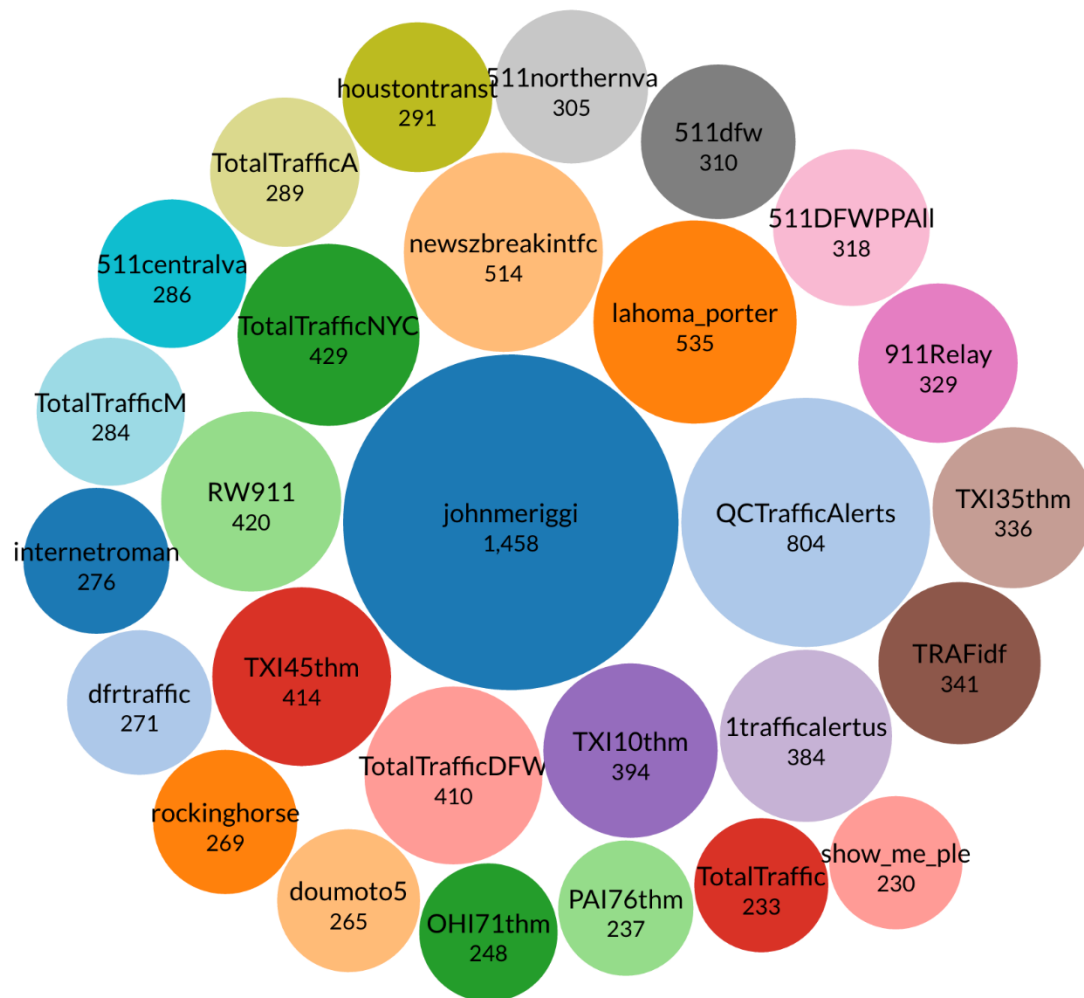 houstontranst
291
511northernva
305
511dfw
310
TotalTrafficA
289
newszbreakintfc
514
511DFWPPAll
318
511centralva
286
TotalTrafficNYC
429
lahoma_porter
535
911Relay
329
TotalTrafficM
284
RW911
420
johnmeriggi
1,458
QCTrafficAlerts
804
TXI35thm
336
internetroman
276
TXI45thm
414
TRAFidf
341
dfrtraffic
271
TotalTrafficDFW
410
TXI10thm
394
1trafficalertus
384
rockinghorse
269
doumoto5
265
OHI71thm
248
PAI76thm
237
TotalTraffic
233
show_me_ple
230